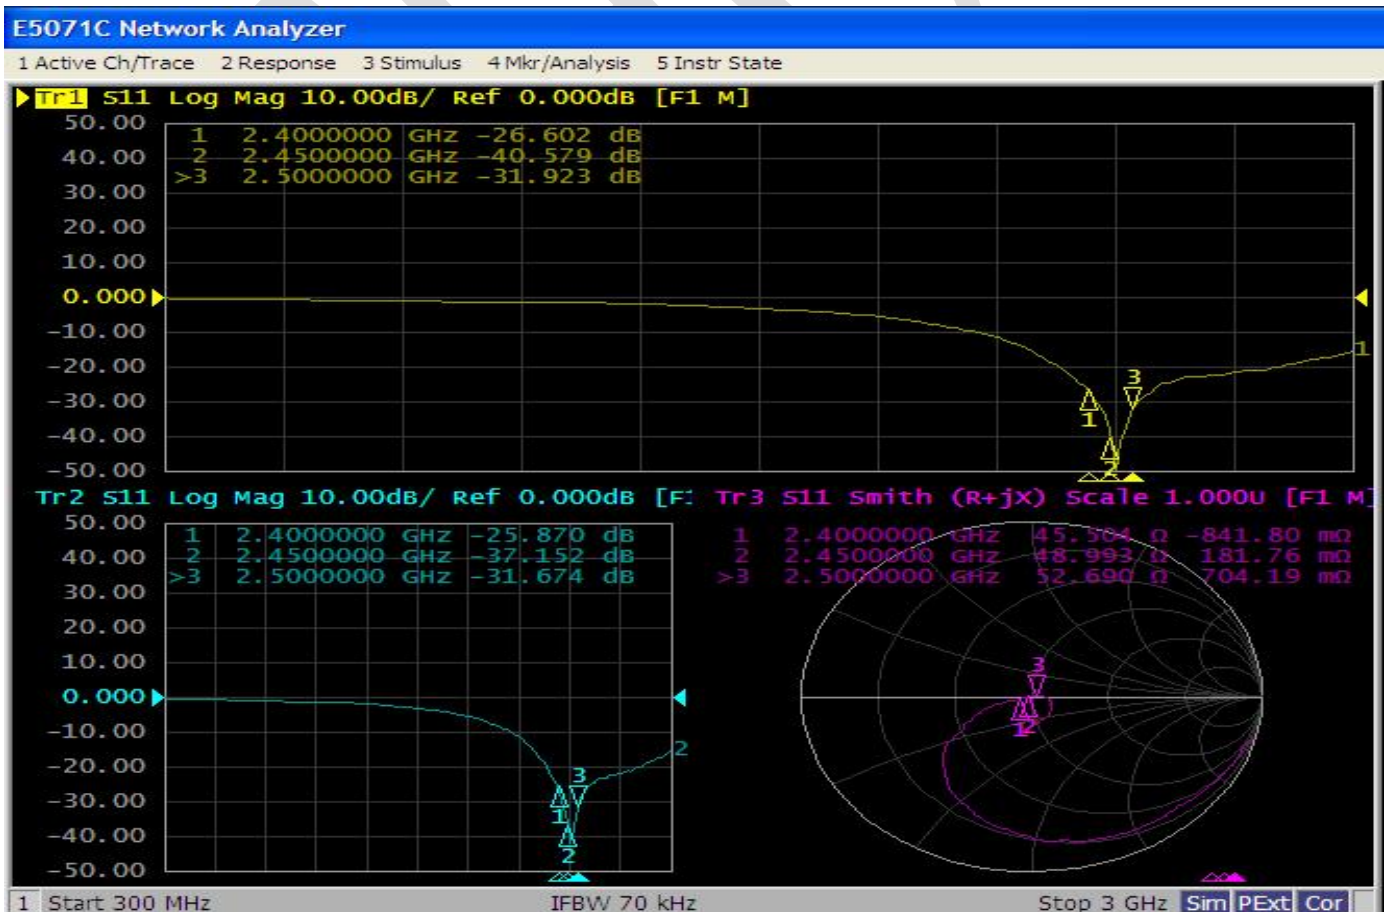 E5071C Network Analyzer
1 Active Ch/Trace 2 Response 3 Stimulus 4 Mkr/Analysis 5 Instr State
Tr1 S11 Log Mag 10.00dB/ Ref 0.000dB [F1 M]
50.00
1 2.4000000 GHz -26.602 dB
40.00
2 2.4500000 GHz -40.579 dB
>3 2.5000000 GHz -31.923 dB
30.00
20.00
10.00
0.000
-10.00
1
-20.00
3
-30.00
1
-40.00
2
-50.00
Tr2 S11 Log Mag 10.00dB/ Ref 0.000dB [F1
50.00
1 2.4000000 GHz -25.870 dB
40.00
2 2.4500000 GHz -37.152 dB
>3 2.5000000 GHz -31.674 dB
30.00
20.00
10.00
0.000
-10.00
2
-20.00
3
-30.00
1
-40.00
2
-50.00
Tr3 S11 Smith (R+jX) Scale 1.000U [F1 M]
1 2.4000000 GHz 45.504 Ω -841.80 mΩ
2 2.4500000 GHz 48.993 Ω 181.76 mΩ
>3 2.5000000 GHz 52.690 Ω 704.19 mΩ
3
1 2
1 Start 300 MHz IFBW 70 kHz Stop 3 GHz Sim PExt Cor